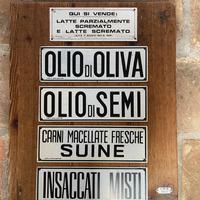 QUI SI VENDE:
LATTE PARZIALMENTE
SCREMATO
E LATTE SCREMATO
OLIO DI OLIVA
OLIO DI SEMI
CARNI MACELLATE FRESCHE
SUINE
INSACCATI MISTI